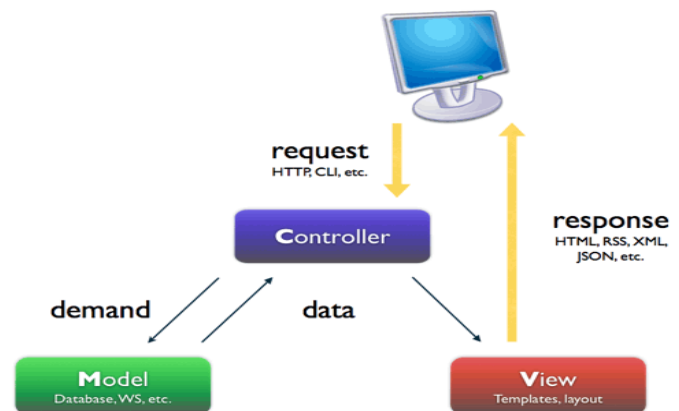 request
HTTP, CLI, etc.
Controller
response
HTML, RSS, XML,
JSON, etc.
demand
data
Model
Database, WS, etc.
View
Templates, layout